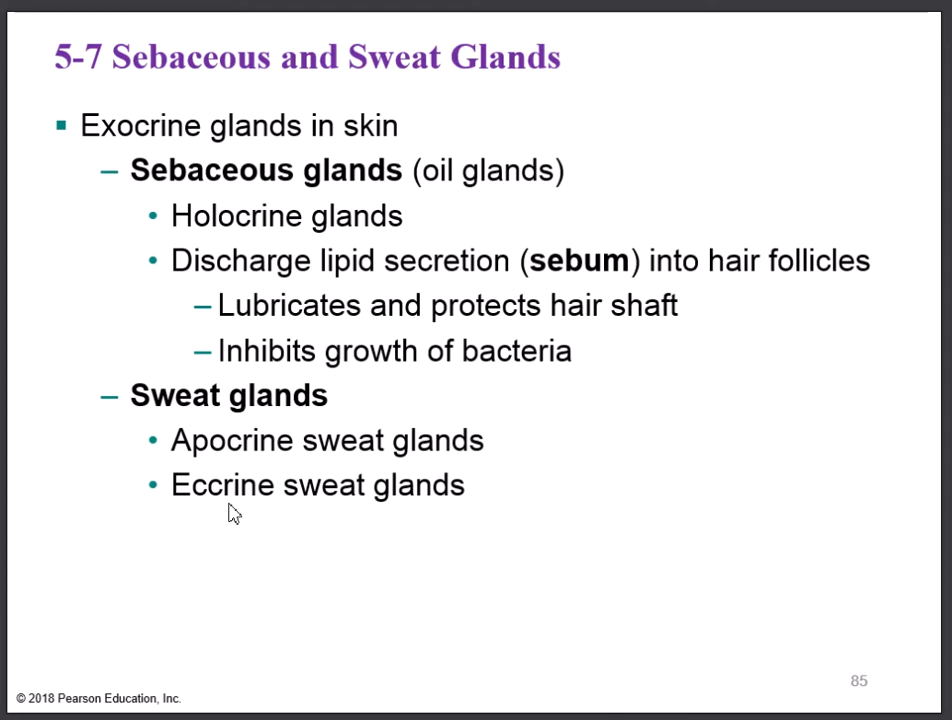 5-7 Sebaceous and Sweat Glands
▪ Exocrine glands in skin
– Sebaceous glands (oil glands)
• Holocrine glands
• Discharge lipid secretion (sebum) into hair follicles
– Lubricates and protects hair shaft
– Inhibits growth of bacteria
– Sweat glands
• Apocrine sweat glands
• Eccrine sweat glands
85
© 2018 Pearson Education, Inc.